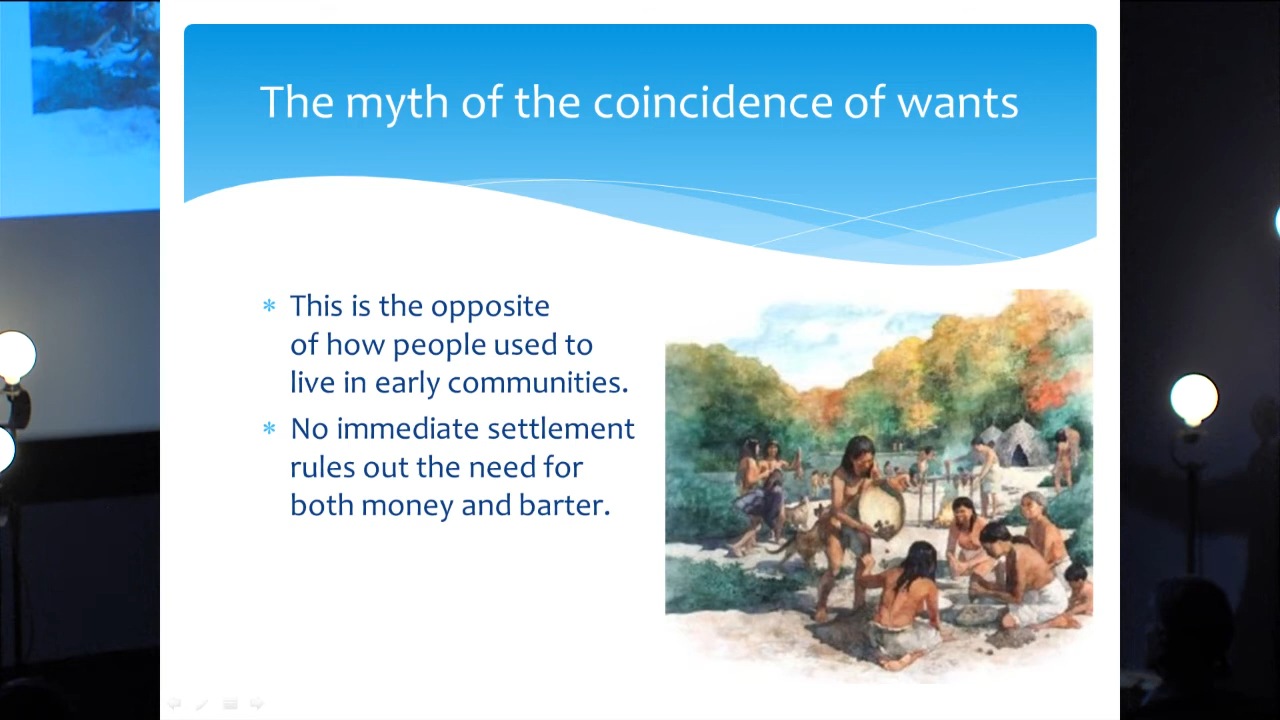 The myth of the coincidence of wants
* This is the opposite
of how people used to
live in early communities.
* No immediate settlement
rules out the need for
both money and barter.